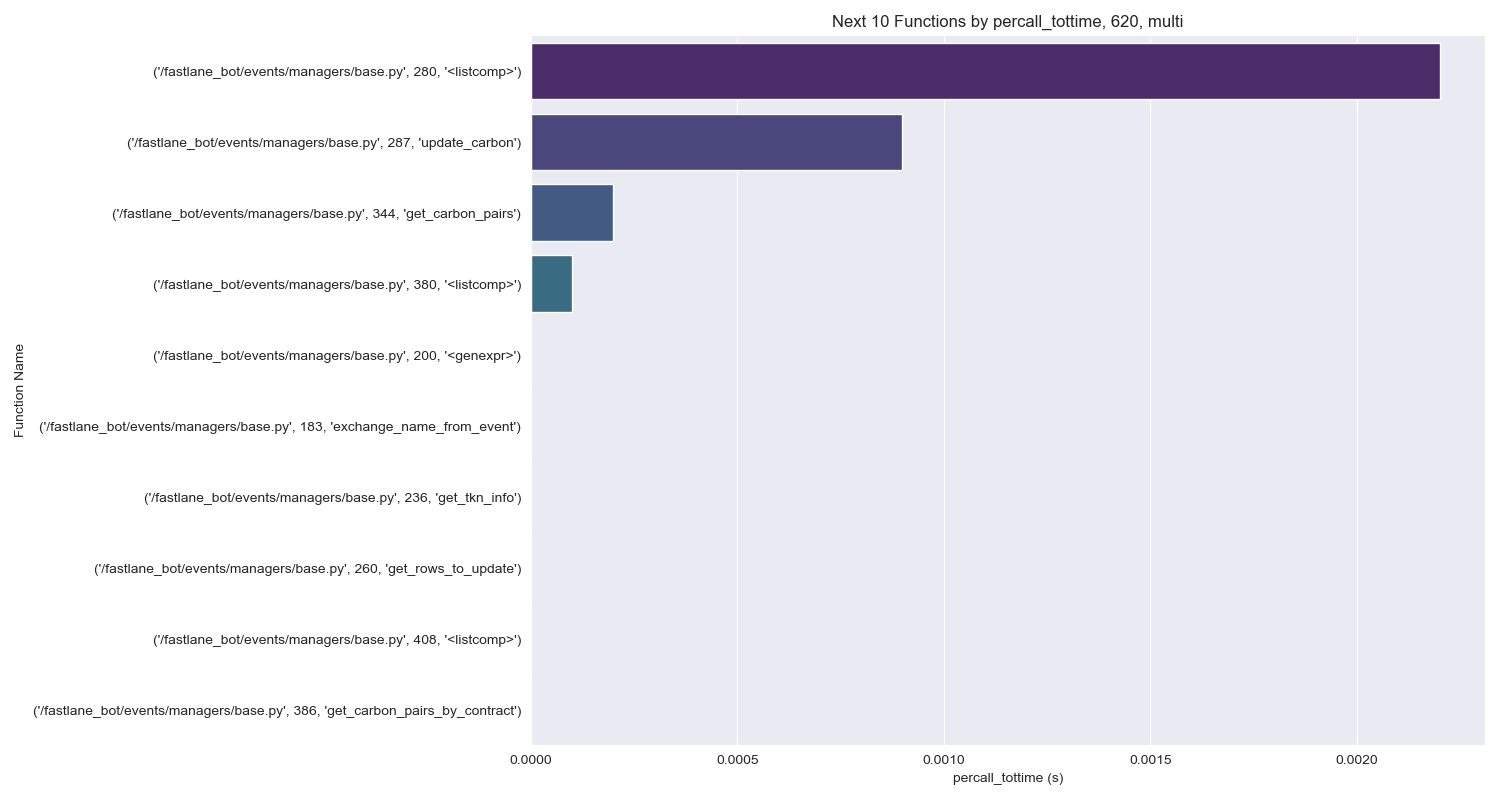 Next 10 Functions by percall_tottime, 620, multi
Function Name
('/fastlane_bot/events/managers/base.py', 280, '<listcomp>')
('/fastlane_bot/events/managers/base.py', 287, 'update_carbon')
('/fastlane_bot/events/managers/base.py', 344, 'get_carbon_pairs')
('/fastlane_bot/events/managers/base.py', 380, '<listcomp>')
('/fastlane_bot/events/managers/base.py', 200, '<genexpr>')
('/fastlane_bot/events/managers/base.py', 183, 'exchange_name_from_event')
('/fastlane_bot/events/managers/base.py', 236, 'get_tkn_info')
('/fastlane_bot/events/managers/base.py', 260, 'get_rows_to_update')
('/fastlane_bot/events/managers/base.py', 408, '<listcomp>')
('/fastlane_bot/events/managers/base.py', 386, 'get_carbon_pairs_by_contract')
0.0000 0.0005 0.0010 0.0015 0.0020
percall_tottime (s)